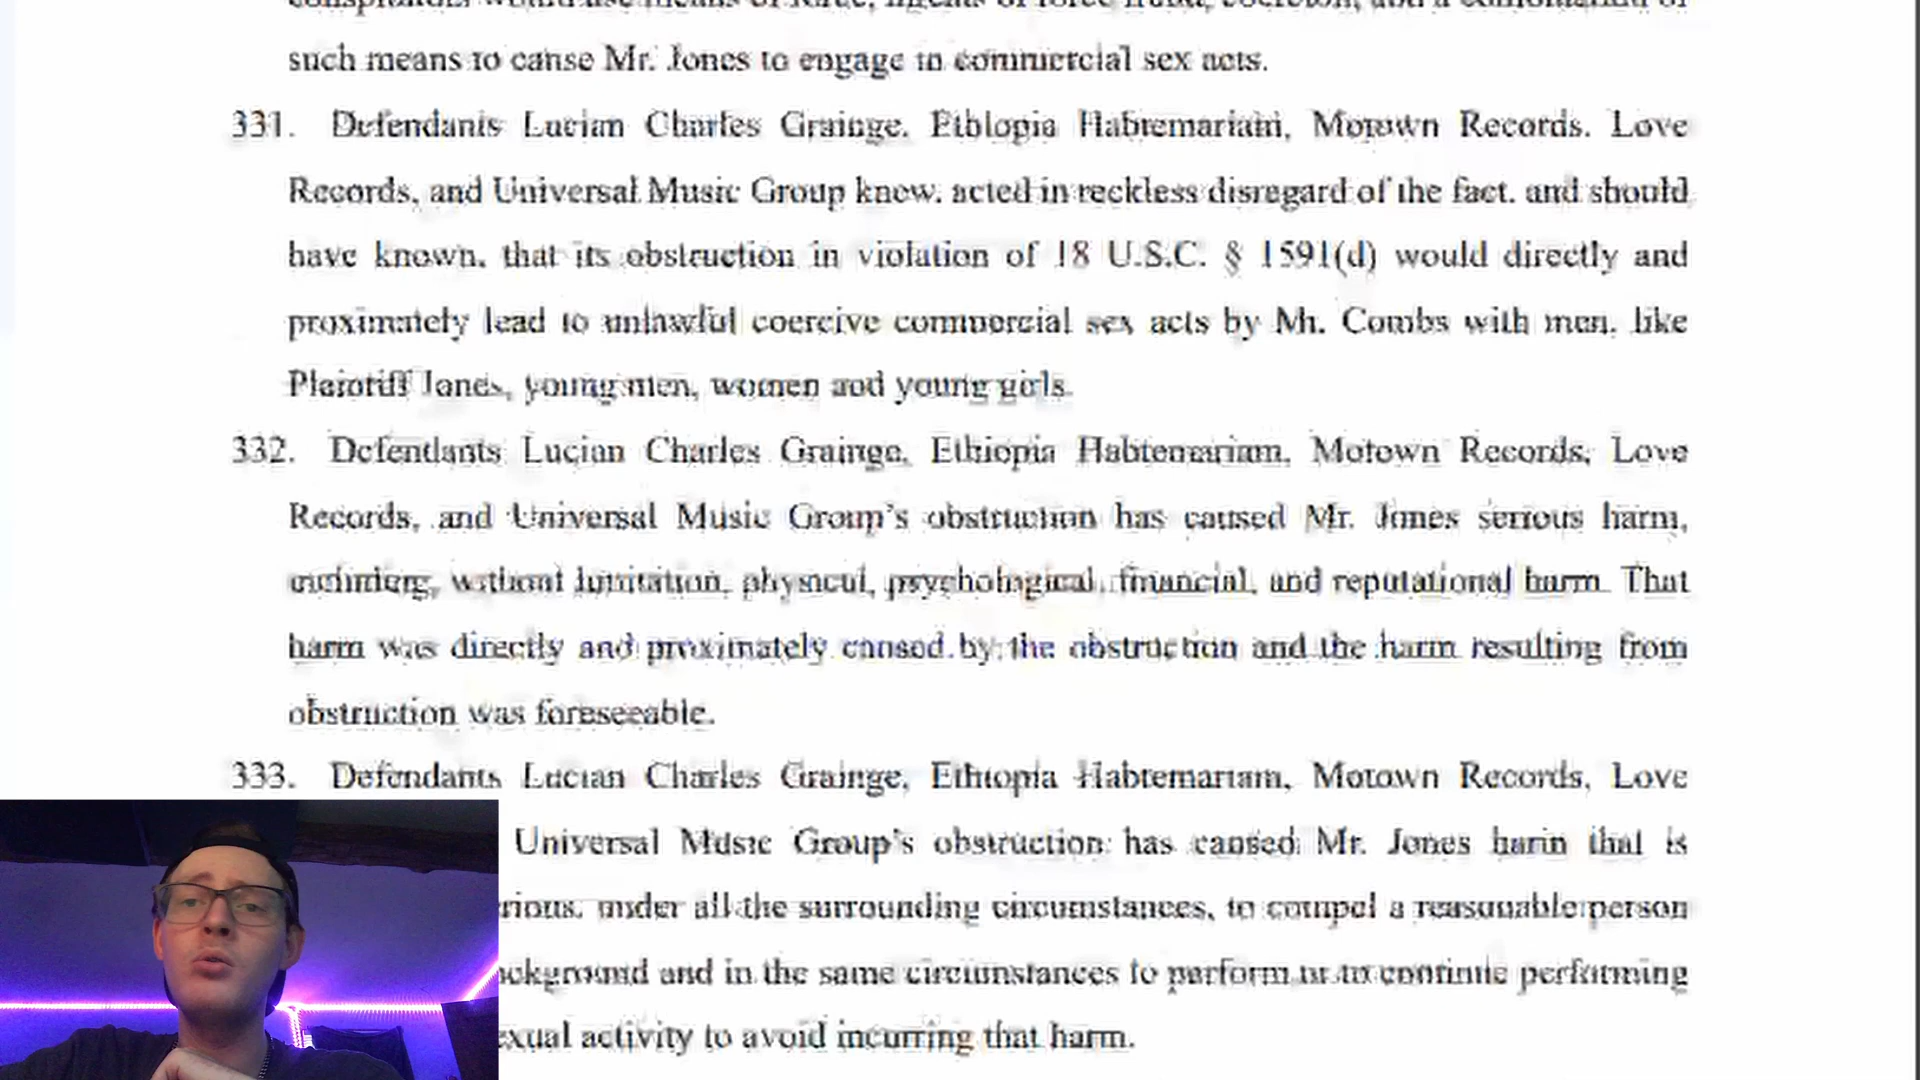 such means to cause Mr. Jones to engage in commercial sex acts.
331. Defendants Lucian Charles Grainge, Ethiopia Habtemariam, Motown Records, Love
Records, and Universal Music Group knew, acted in reckless disregard of the fact, and should
have known, that its obstruction in violation of 18 U.S.C. § 1591(d) would directly and
proximately lead to unlawful coercive commercial sex acts by Mr. Combs with men, like
Plaintiff Jones, young men, women and young girls.
332. Defendants Lucian Charles Grainge, Ethiopia Habtemariam, Motown Records, Love
Records, and Universal Music Group's obstruction has caused Mr. Jones serious harm,
including, without limitation, physical, psychological, financial, and reputational harm. That
harm was directly and proximately caused by the obstruction and the harm resulting from
obstruction was foreseeable.
333. Defendants Lucian Charles Grainge, Ethiopia Habtemariam, Motown Records, Love
Universal Music Group's obstruction has caused Mr. Jones harm that is
under all the surrounding circumstances, to compel a reasonable person
and in the same circumstances to perform or to continue performing
activity to avoid incurring that harm.